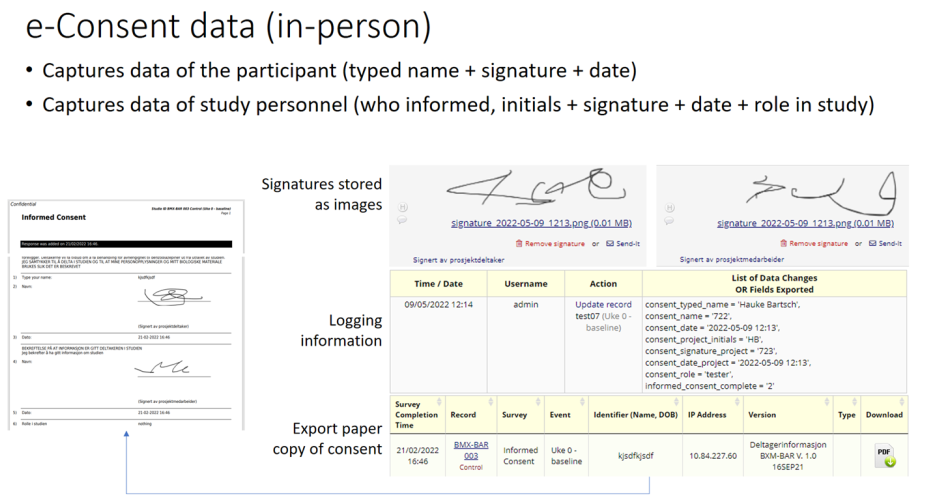 e-Consent data (in-person)
• Captures data of the participant (typed name + signature + date)
• Captures data of study personnel (who informed, initials + signature + date + role in study)
Signatures stored
as images
signature_2022-05-09_1213.png (0.01 MB)
Remove signature or Send-It
Signert av prosjektdeltaker
signature_2022-05-09_1213.png (0.01 MB)
Remove signature or Send-It
Signert av prosjektmedarbeider
Confidential
Studie ID BMX-BAR 003 Control (Uke 0 - baseline)
Page 1
Informed Consent
Response was added on 21/02/2022 16:46.
JEG SAMTYKKER TIL Å DELTA I STUDIEN OG TIL AT MINE PERSONOPPLYSNINGER OG MITT BIOLOGISKE MATERIALE
BRUKES SLIK DET ER BESKREVET
1) Type your name: kjsdfkjsdf
2) Navn:
(Signert av prosjektdeltaker)
3) Dato: 21-02-2022 16:46
BEKREFTELSE PÅ AT INFORMASJON ER GITT DELTAKEREN I STUDIEN
Jeg bekrefter å ha gitt informasjon om studien
4) Navn:
(Signert av prosjektmedarbeider)
5) Dato: 21-02-2022 16:46
6) Rolle i studien nothing
Logging
information
Time / Date Username Action List of Data Changes
OR Fields Exported
09/05/2022 12:14 admin Update record
test07 (Uke 0 -
baseline)
consent_typed_name = 'Hauke Bartsch',
consent_name = '722',
consent_date = '2022-05-09 12:13',
consent_project_initials = 'HB',
consent_signature_project = '723',
consent_date_project = '2022-05-09 12:13',
consent_role = 'tester',
informed_consent_complete = '2'
Export paper
copy of consent
Survey
Completion
Time
Record Survey Event Identifier (Name, DOB) IP Address Version Type Download
21/02/2022
16:46
BMX-BAR
003
Control
Informed
Consent
Uke 0 -
baseline
kjsdfkjsdf
10.84.227.60
Deltagerinformasjon
BXM-BAR V. 1.0
16SEP21
PDF